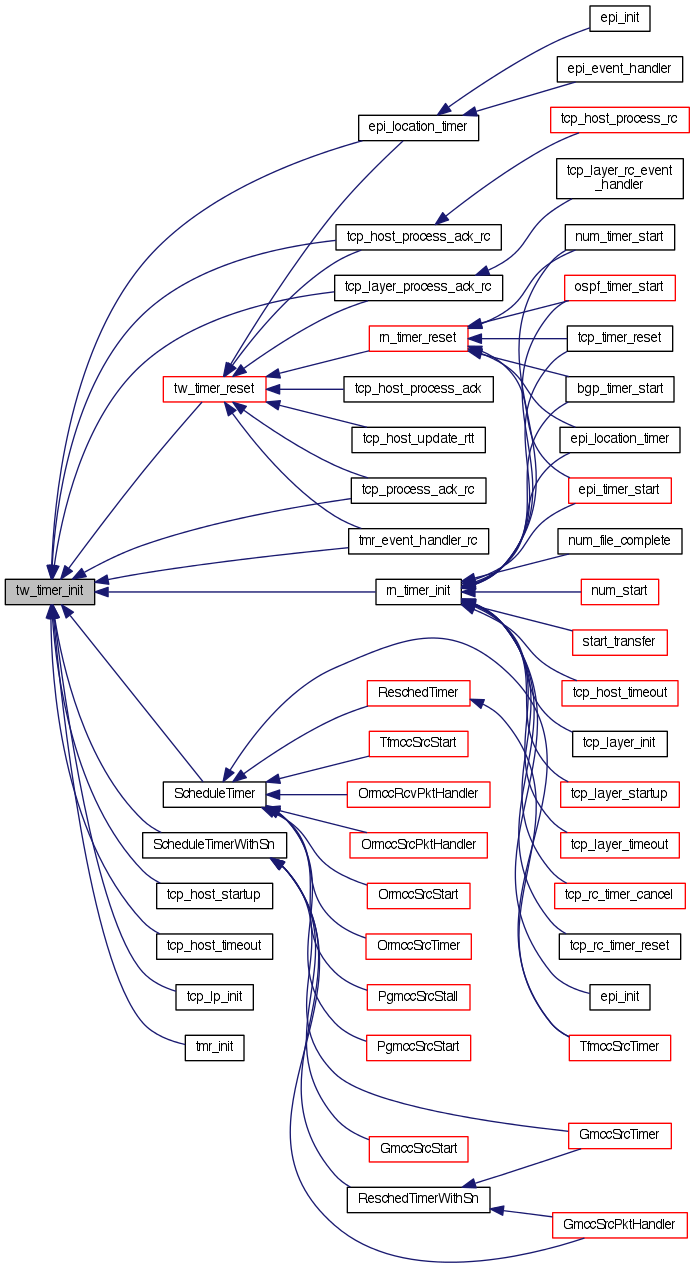 epi_init
epi_event_handler
tcp_host_process_rc
epi_location_timer
tcp_layer_rc_event
_handler
tcp_host_process_ack_rc
num_timer_start
tcp_layer_process_ack_rc
ospf_timer_start
rn_timer_reset
tcp_timer_reset
tw_timer_reset
tcp_host_process_ack
bgp_timer_start
tcp_host_update_rtt
epi_location_timer
tcp_process_ack_rc
epi_timer_start
tmr_event_handler_rc
num_file_complete
tw_timer_init
rn_timer_init
num_start
start_transfer
ReschedTimer
tcp_host_timeout
TfmccSrcStart
tcp_layer_init
ScheduleTimer
OrmccRcvPktHandler
tcp_layer_startup
ScheduleTimerWithSn
OrmccSrcPktHandler
tcp_layer_timeout
tcp_host_startup
OrmccSrcStart
tcp_rc_timer_cancel
tcp_host_timeout
OrmccSrcTimer
tcp_rc_timer_reset
tcp_lp_init
PgmccSrcStall
epi_init
tmr_init
PgmccSrcStart
TfmccSrcTimer
GmccSrcStart
GmccSrcTimer
ReschedTimerWithSn
GmccSrcPktHandler